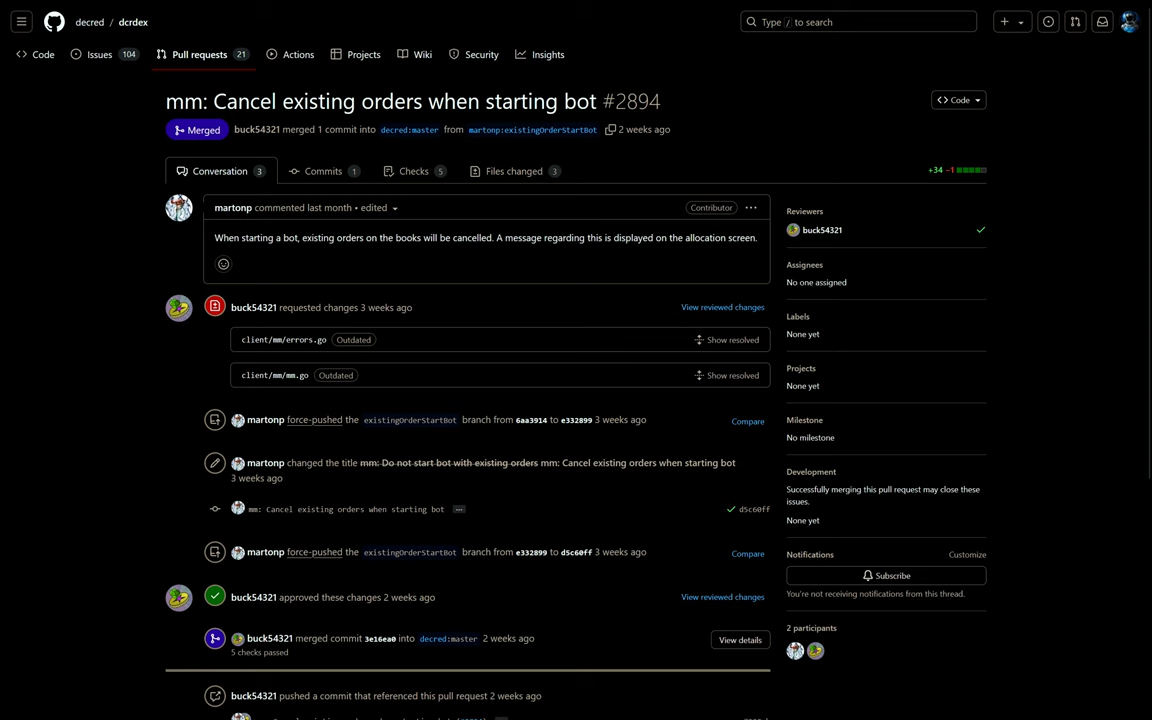 decred / dcrdex
Type / to search
Code
Issues 104
Pull requests 21
Actions
Projects
Wiki
Security
Insights
mm: Cancel existing orders when starting bot #2894
Code
Merged
buck54321 merged 1 commit into decred:master from martonp:existingOrderStartBot 2 weeks ago
Conversation 3
Commits 1
Checks 5
Files changed 3
+34 −1
martonp commented last month • edited
Contributor
When starting a bot, existing orders on the books will be cancelled. A message regarding this is displayed on the allocation screen.
buck54321 requested changes 3 weeks ago
View reviewed changes
client/mm/errors.go Outdated
Show resolved
client/mm/mm.go Outdated
Show resolved
martonp force-pushed the existingOrderStartBot branch from 6aa3914 to e332899 3 weeks ago
Compare
martonp changed the title mm: Do not start bot with existing orders mm: Cancel existing orders when starting bot
3 weeks ago
mm: Cancel existing orders when starting bot ...
d5c60ff
martonp force-pushed the existingOrderStartBot branch from e332899 to d5c60ff 3 weeks ago
Compare
buck54321 approved these changes 2 weeks ago
View reviewed changes
buck54321 merged commit 3e16ea0 into decred:master 2 weeks ago
5 checks passed
View details
buck54321 pushed a commit that referenced this pull request 2 weeks ago
Reviewers
buck54321
Assignees
No one assigned
Labels
None yet
Projects
None yet
Milestone
No milestone
Development
Successfully merging this pull request may close these
issues.
None yet
Notifications
Customize
Subscribe
You're not receiving notifications from this thread.
2 participants